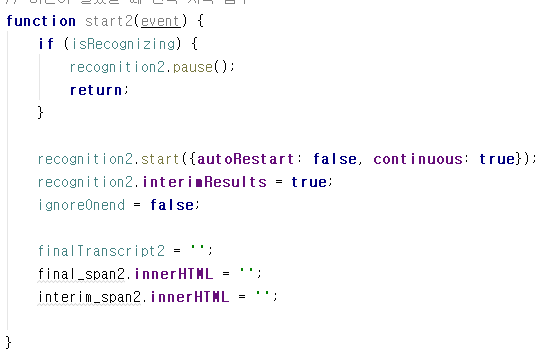 function start2(event) {
if (isRecognizing) {
recognition2.pause();
return;
}
recognition2.start({autoRestart: false, continuous: true});
recognition2.interimResults = true;
ignoreOnend = false;
finalTranscript2 = '';
final_span2.innerHTML = '';
interim_span2.innerHTML = '';
}